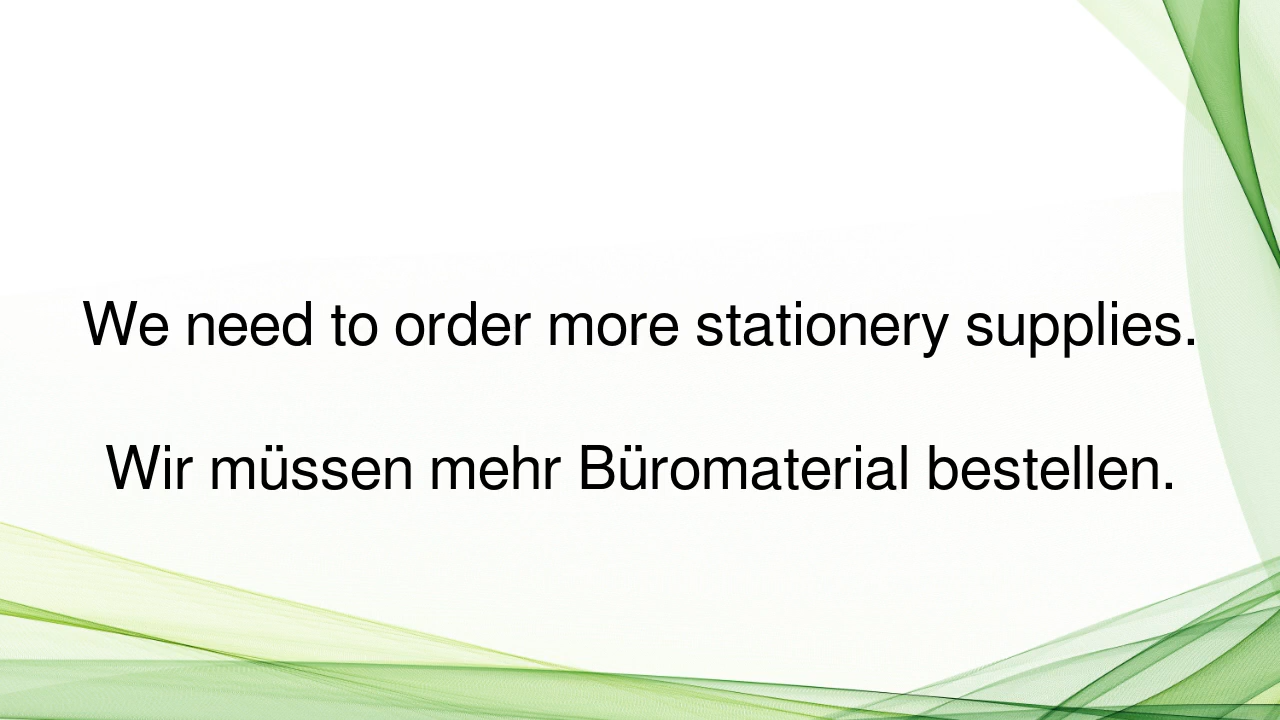 We need to order more stationery supplies.
Wir müssen mehr Büromaterial bestellen.